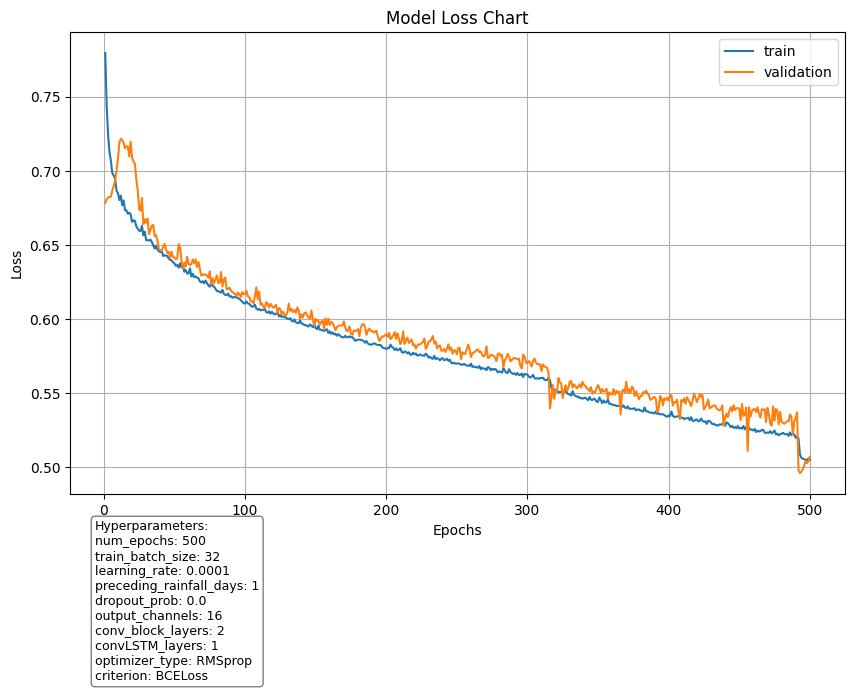 Model Loss Chart
train
validation
Loss
0.75
0.70
0.65
0.60
0.55
0.50
0 100 200 300 400 500
Epochs
Hyperparameters:
num_epochs: 500
train_batch_size: 32
learning_rate: 0.0001
preceding_rainfall_days: 1
dropout_prob: 0.0
output_channels: 16
conv_block_layers: 2
convLSTM_layers: 1
optimizer_type: RMSprop
criterion: BCELoss